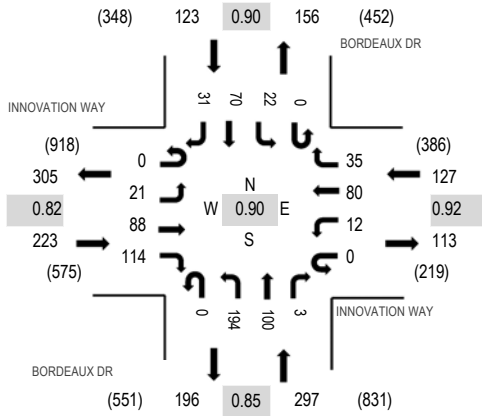 (348) 123 0.90 156 (452)
BORDEAUX DR
31 70 22 0
INNOVATION WAY
(918) (386)
0 35
305 127
21 N 80
0.82 W 0.90 E 0.92
88 S 12
223 113
114 0
(575) (219)
0 194 100 3
INNOVATION WAY
BORDEAUX DR
(551) 196 0.85 297 (831)